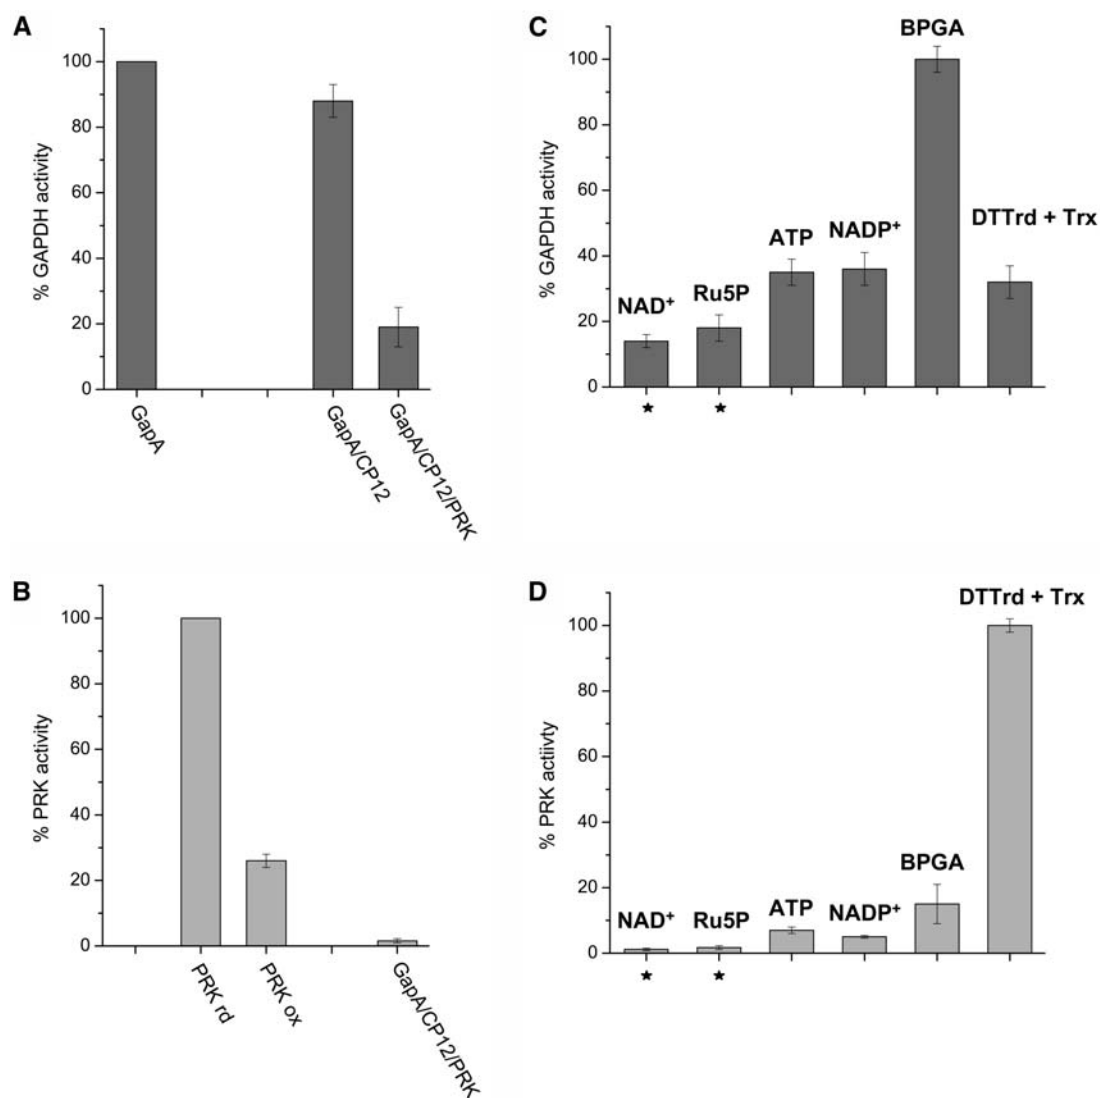 A
% GAPDH activity
100
80
60
40
20
0
GapA
GapA/CP12
GapA/CP12/PRK
C
% GAPDH activity
100
80
60
40
20
0
NAD+
Ru5P
ATP
NADP+
BPGA
DTTrd + Trx
★
★
B
% PRK activity
100
80
60
40
20
0
PRK rd
PRK ox
GapA/CP12/PRK
D
% PRK actiivty
100
80
60
40
20
0
NAD+
Ru5P
ATP
NADP+
BPGA
DTTrd + Trx
★
★